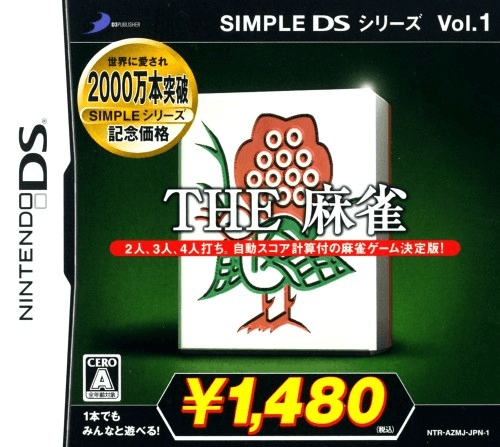 D3PUBLISHER
SIMPLE DS シリーズ Vol.1
世界に愛され
2000万本突破
SIMPLEシリーズ
記念価格
NINTENDO DS
THE 麻雀
2人、3人、4人打ち。自動スコア計算付の麻雀ゲーム決定版!
CERO
A
全年齢対象
¥1,480
(税込)
1本でも
みんなと遊べる!
NTR-AZMJ-JPN-1